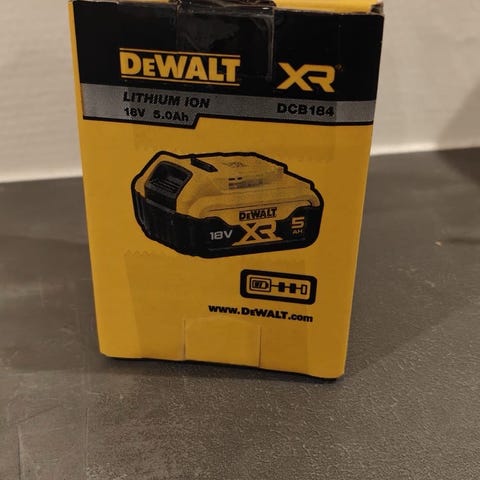 DEWALT XR
LITHIUM ION DCB184
18V 5.0Ah
DEWALT
18V XR 5
AH
www.DEWALT.com